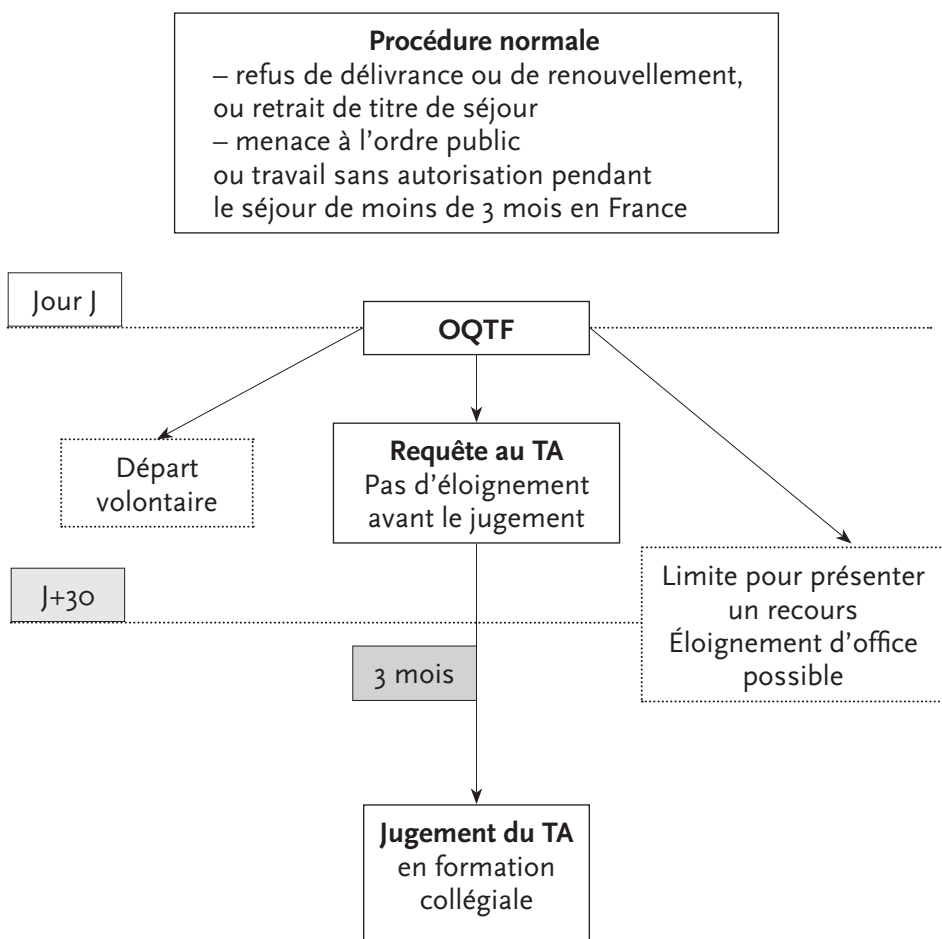 Procédure normale
– refus de délivrance ou de renouvellement,
ou retrait de titre de séjour
– menace à l'ordre public
ou travail sans autorisation pendant
le séjour de moins de 3 mois en France
Jour J
OQTF
Départ
volontaire
Requête au TA
Pas d'éloignement
avant le jugement
J+30
Limite pour présenter
un recours
Éloignement d'office
possible
3 mois
Jugement du TA
en formation
collégiale